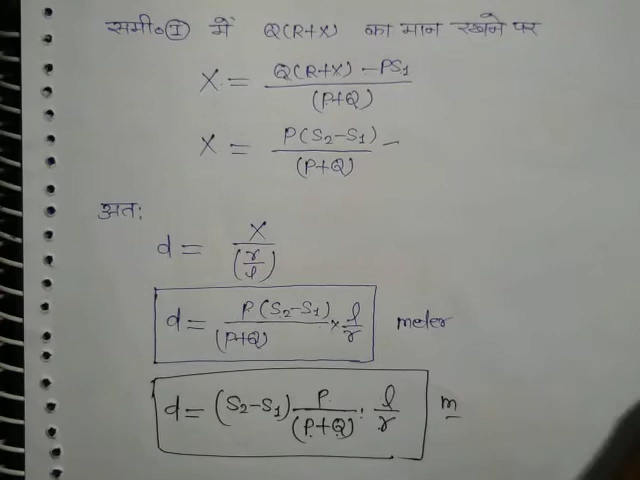 समी० (I) में Q(R+X) का मान रखने पर
X = Q(R+X) - PS₁ / (P+Q)
X = P(S₂-S₁) / (P+Q) -
अतः
d = X / (r/l)
d = P(S₂-S₁) / (P+Q) × l/r meter
d = (S₂-S₁) P / (P+Q) · l/r m